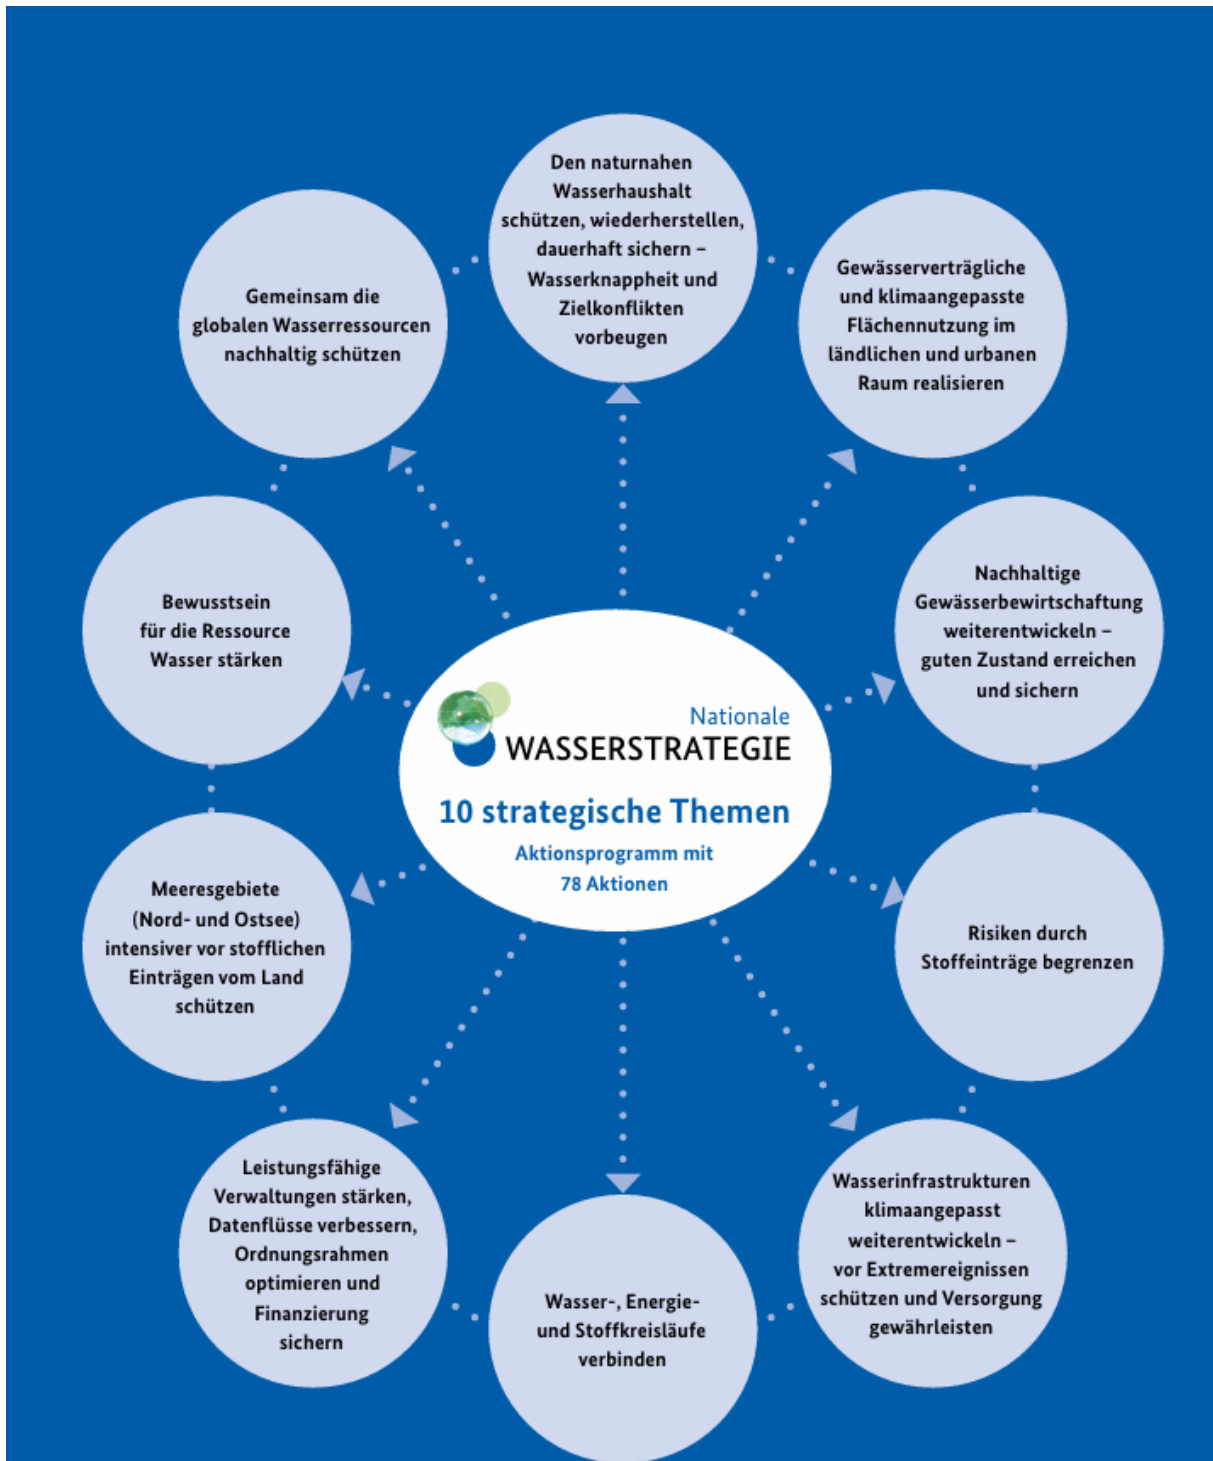 Den naturnahen
Wasserhaushalt
schützen, wiederherstellen,
dauerhaft sichern –
Wasserknappheit und
Zielkonflikten
vorbeugen
Gewässerverträgliche
und klimaangepasste
Flächennutzung im
ländlichen und urbanen
Raum realisieren
Nachhaltige
Gewässerbewirtschaftung
weiterentwickeln –
guten Zustand erreichen
und sichern
Risiken durch
Stoffeinträge begrenzen
Wasserinfrastrukturen
klimaangepasst
weiterentwickeln –
vor Extremereignissen
schützen und Versorgung
gewährleisten
Wasser-, Energie-
und Stoffkreisläufe
verbinden
Leistungsfähige
Verwaltungen stärken,
Datenflüsse verbessern,
Ordnungsrahmen
optimieren und
Finanzierung
sichern
Meeresgebiete
(Nord- und Ostsee)
intensiver vor stofflichen
Einträgen vom Land
schützen
Bewusstsein
für die Ressource
Wasser stärken
Gemeinsam die
globalen Wasserressourcen
nachhaltig schützen
Nationale
WASSERSTRATEGIE
10 strategische Themen
Aktionsprogramm mit
78 Aktionen